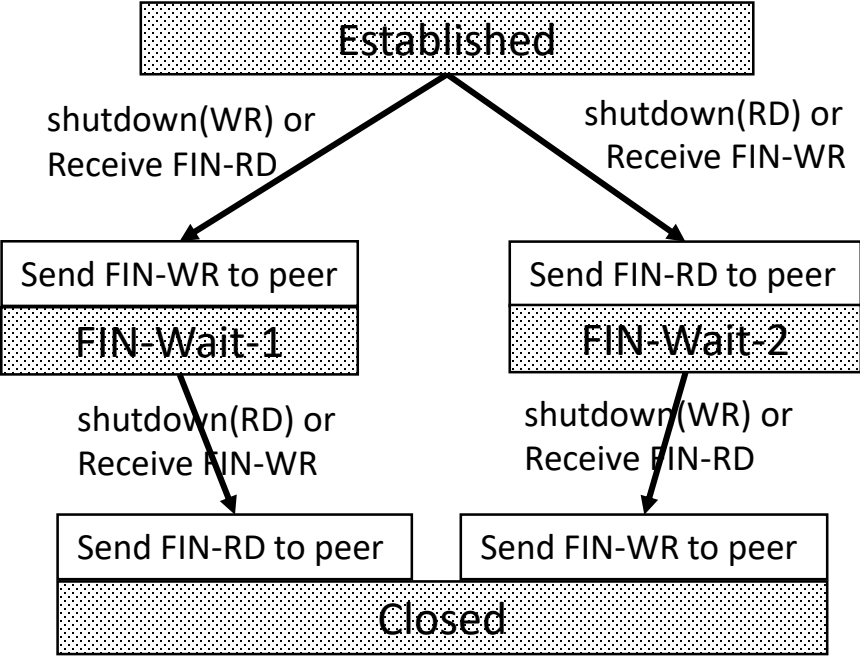 Established
shutdown(WR) or
Receive FIN-RD
shutdown(RD) or
Receive FIN-WR
Send FIN-WR to peer
FIN-Wait-1
Send FIN-RD to peer
FIN-Wait-2
shutdown(RD) or
Receive FIN-WR
shutdown(WR) or
Receive FIN-RD
Send FIN-RD to peer
Send FIN-WR to peer
Closed